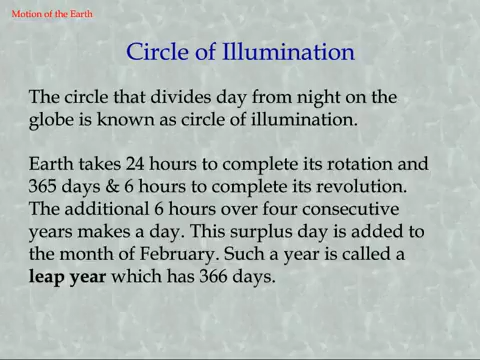 Motion of the Earth
Circle of Illumination
The circle that divides day from night on the
globe is known as circle of illumination.
Earth takes 24 hours to complete its rotation and
365 days & 6 hours to complete its revolution.
The additional 6 hours over four consecutive
years makes a day. This surplus day is added to
the month of February. Such a year is called a
leap year which has 366 days.